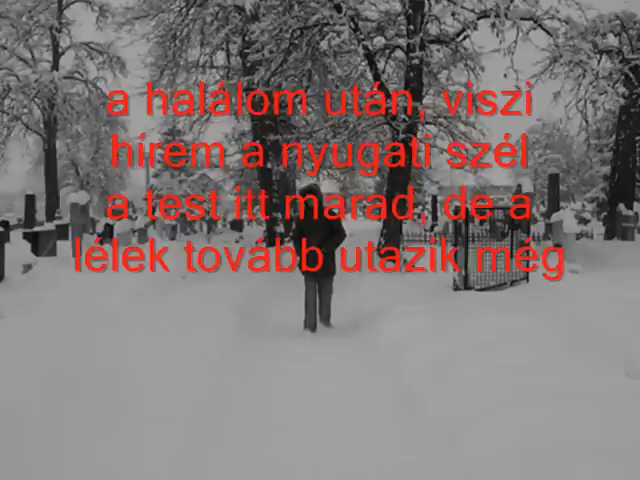 a halálom után, viszi
hírem a nyugati szél
a test itt marad, de a
lélek tovább utazik még